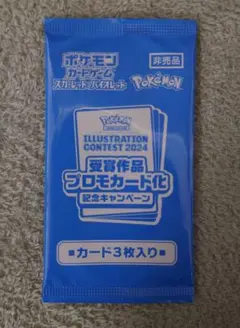 ポケモン
カードゲーム
スカーレット&バイオレット
非売品
POKÉMON
ILLUSTRATION
CONTEST 2024
受賞作品
プロモカード化
記念キャンペーン
■カード3枚入り■